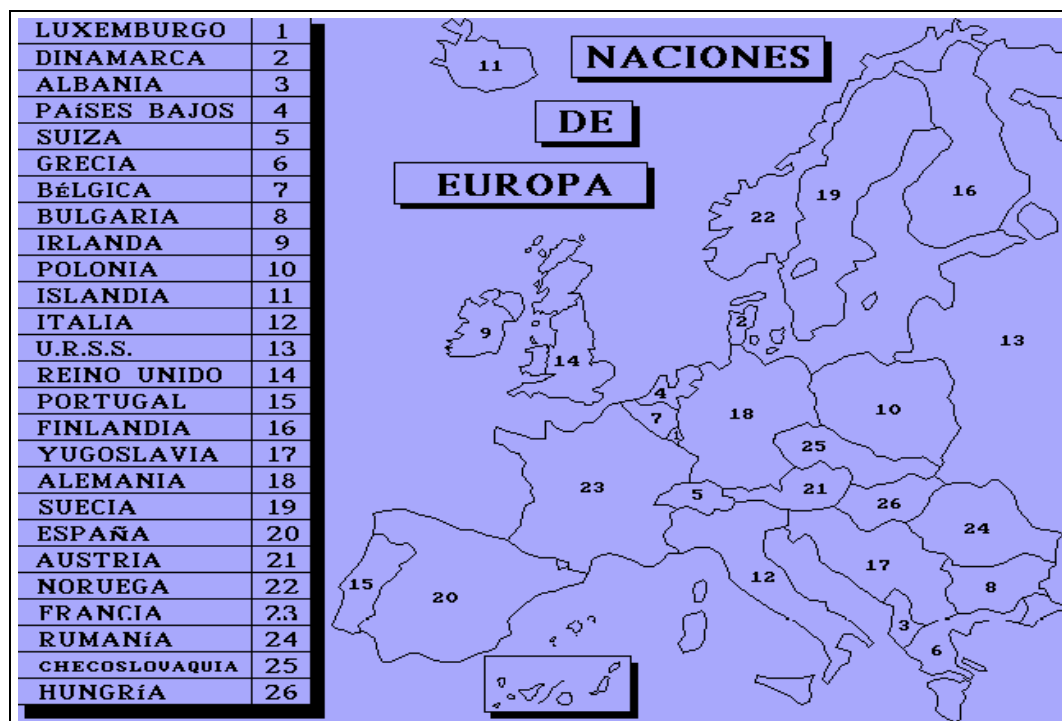 LUXEMBURGO 1
DINAMARCA 2
ALBANIA 3
PAíSES BAJOS 4
SUIZA 5
GRECIA 6
BéLGICA 7
BULGARIA 8
IRLANDA 9
POLONIA 10
ISLANDIA 11
ITALIA 12
U.R.S.S. 13
REINO UNIDO 14
PORTUGAL 15
FINLANDIA 16
YUGOSLAVIA 17
ALEMANIA 18
SUECIA 19
ESPAÑA 20
AUSTRIA 21
NORUEGA 22
FRANCIA 23
RUMANíA 24
CHECOSLOVAQUIA 25
HUNGRíA 26
NACIONES
DE
EUROPA
11
19
16
22
2
9
13
14
4
7
18
10
1
25
23
5
21
26
24
17
12
15
20
8
3
6